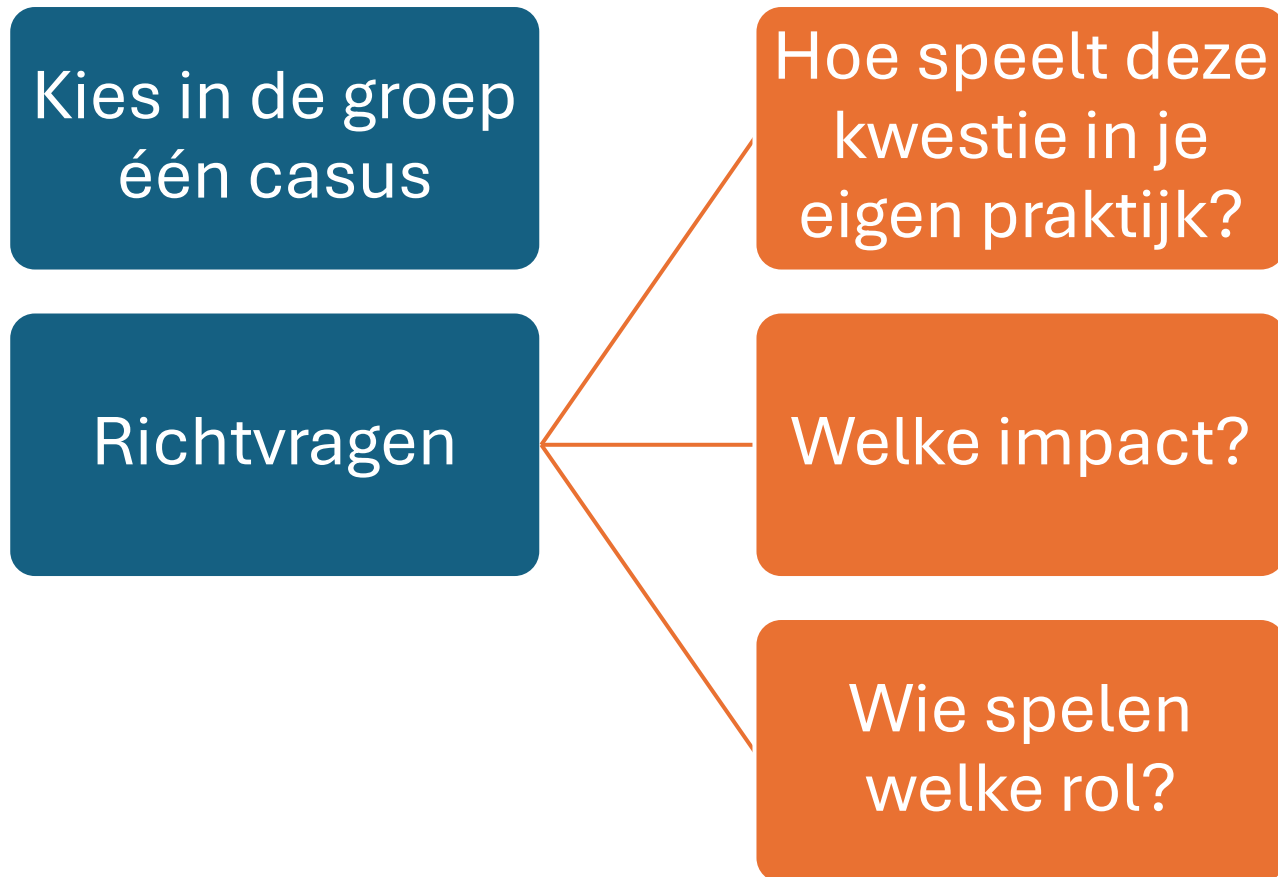 Kies in de groep
één casus
Richtvragen
Hoe speelt deze
kwestie in je
eigen praktijk?
Welke impact?
Wie spelen
welke rol?